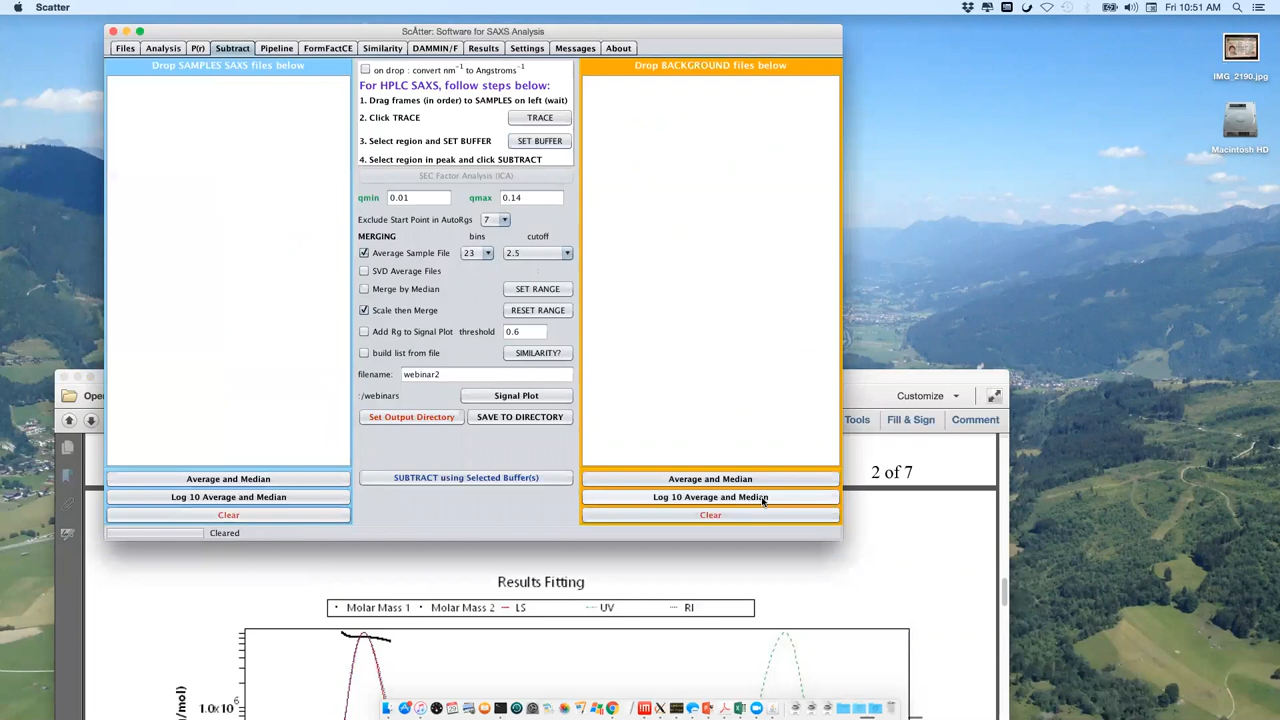 Scatter
Fri 10:51 AM
ScÅtter: Software for SAXS Analysis
Files Analysis P(r) Subtract Pipeline FormFactCE Similarity DAMMIN/F Results Settings Messages About
Drop SAMPLES SAXS files below
on drop : convert nm⁻¹ to Angstroms⁻¹
For HPLC SAXS, follow steps below:
1. Drag frames (in order) to SAMPLES on left (wait)
2. Click TRACE TRACE
3. Select region and SET BUFFER SET BUFFER
4. Select region in peak and click SUBTRACT
SEC Factor Analysis (ICA)
qmin 0.01 qmax 0.14
Exclude Start Point in AutoRgs 7
MERGING bins cutoff
Average Sample File 23 2.5
SVD Average Files
Merge by Median SET RANGE
Scale then Merge RESET RANGE
Add Rg to Signal Plot threshold 0.6
build list from file SIMILARITY?
filename: webinar2
:/webinars Signal Plot
Set Output Directory SAVE TO DIRECTORY
SUBTRACT using Selected Buffer(s)
Drop BACKGROUND files below
Average and Median
Log 10 Average and Median
Clear
Average and Median
Log 10 Average and Median
Clear
Cleared
IMG_2190.jpg
Macintosh HD
Open
Customize
Tools Fill & Sign Comment
2 of 7
Results Fitting
Molar Mass 1 Molar Mass 2 LS UV RI
1.0x10⁶